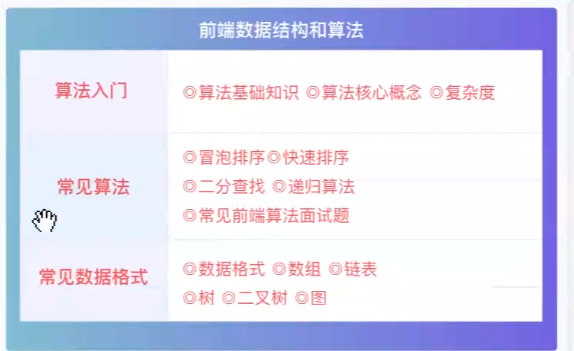 前端数据结构和算法
算法入门
◎算法基础知识 ◎算法核心概念 ◎复杂度
常见算法
◎冒泡排序◎快速排序
◎二分查找 ◎递归算法
◎常见前端算法面试题
常见数据格式
◎数据格式 ◎数组 ◎链表
◎树 ◎二叉树 ◎图